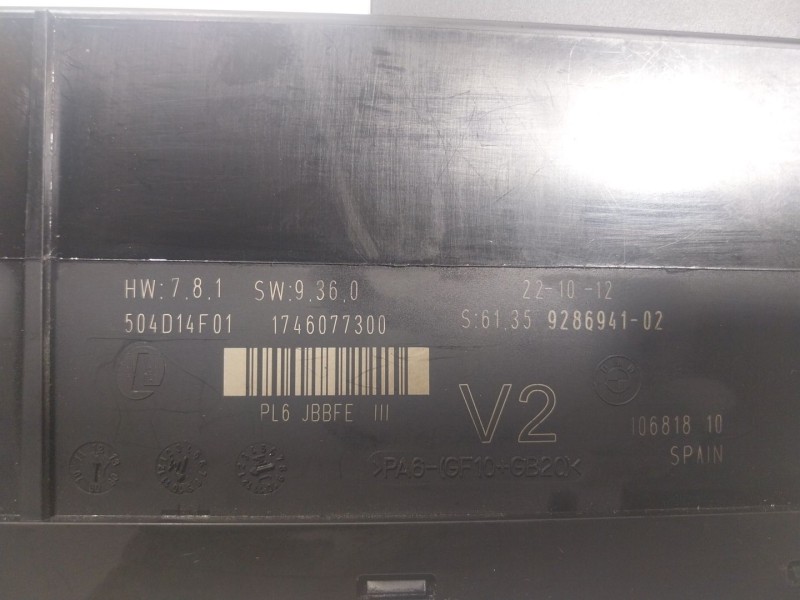 HW:7.8.1 SW:9.36.0 22-10-12
504D14F01 1746077300 S:61.35 9286941-02
PL6 JBBFE III
V2
106818 10
SPAIN
>PA6-(GF10+GB20)<